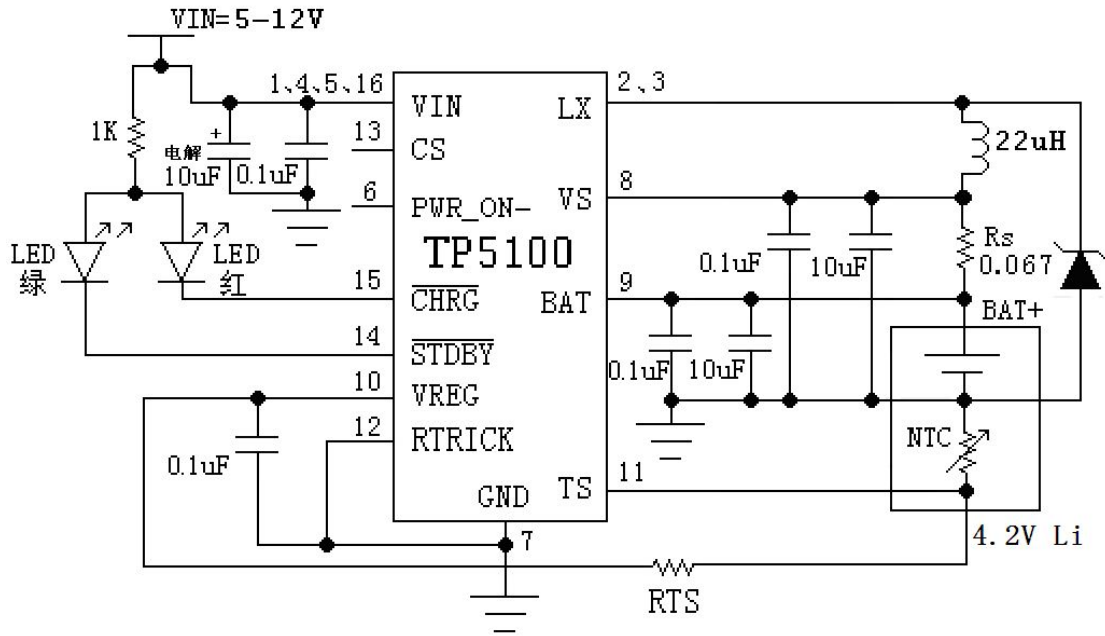 VIN=5-12V
1K
电解
10uF
0.1uF
1、4、5、16
VIN
LX
2、3
22uH
13
CS
6
PWR_ON-
VS
8
TP5100
LED
绿
LED
红
0.1uF
10uF
Rs
0.067
15
CHRG
BAT
9
BAT+
14
STDBY
0.1uF
10uF
10
VREG
12
RTRICK
NTC
0.1uF
TS
11
GND
7
4.2V Li
RTS